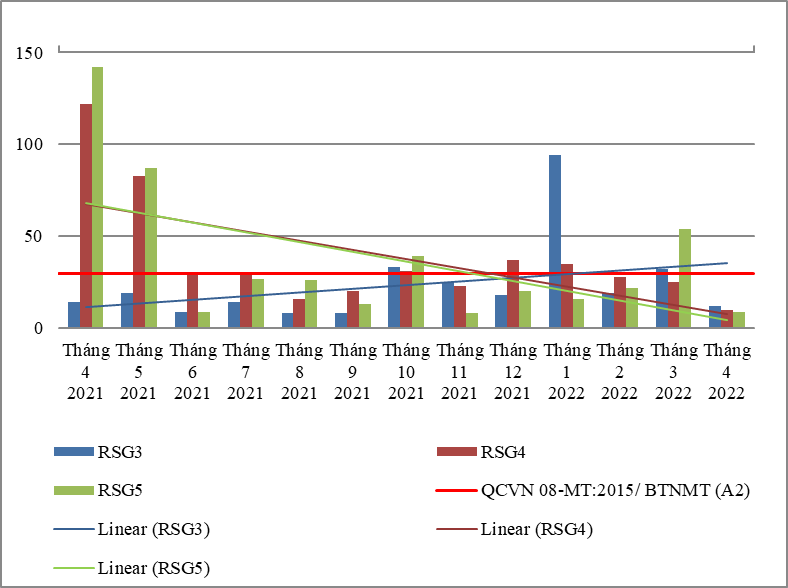 150
100
50
0
Tháng Tháng Tháng Tháng Tháng Tháng Tháng Tháng Tháng Tháng Tháng Tháng Tháng
4 5 6 7 8 9 10 11 12 1 2 3 4
2021 2021 2021 2021 2021 2021 2021 2021 2021 2022 2022 2022 2022
RSG3 RSG4
RSG5 QCVN 08-MT:2015/ BTNMT (A2)
Linear (RSG3) Linear (RSG4)
Linear (RSG5)